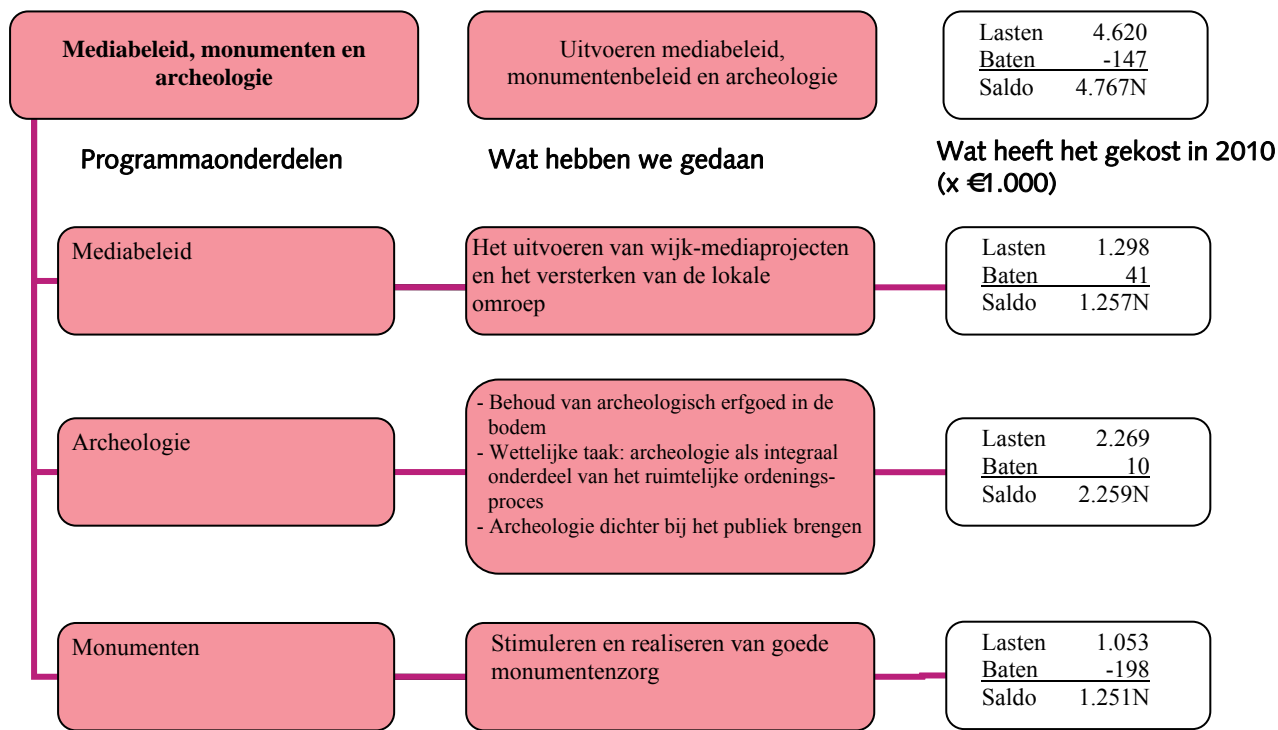 Mediabeleid, monumenten en
archeologie
Uitvoeren mediabeleid,
monumentenbeleid en archeologie
Lasten 4.620
Baten -147
Saldo 4.767N
Programmaonderdelen
Wat hebben we gedaan
Wat heeft het gekost in 2010
(x €1.000)
Mediabeleid
Het uitvoeren van wijk-mediaprojecten
en het versterken van de lokale
omroep
Lasten 1.298
Baten 41
Saldo 1.257N
Archeologie
- Behoud van archeologisch erfgoed in de
bodem
- Wettelijke taak: archeologie als integraal
onderdeel van het ruimtelijke ordenings-
proces
- Archeologie dichter bij het publiek brengen
Lasten 2.269
Baten 10
Saldo 2.259N
Monumenten
Stimuleren en realiseren van goede
monumentenzorg
Lasten 1.053
Baten -198
Saldo 1.251N